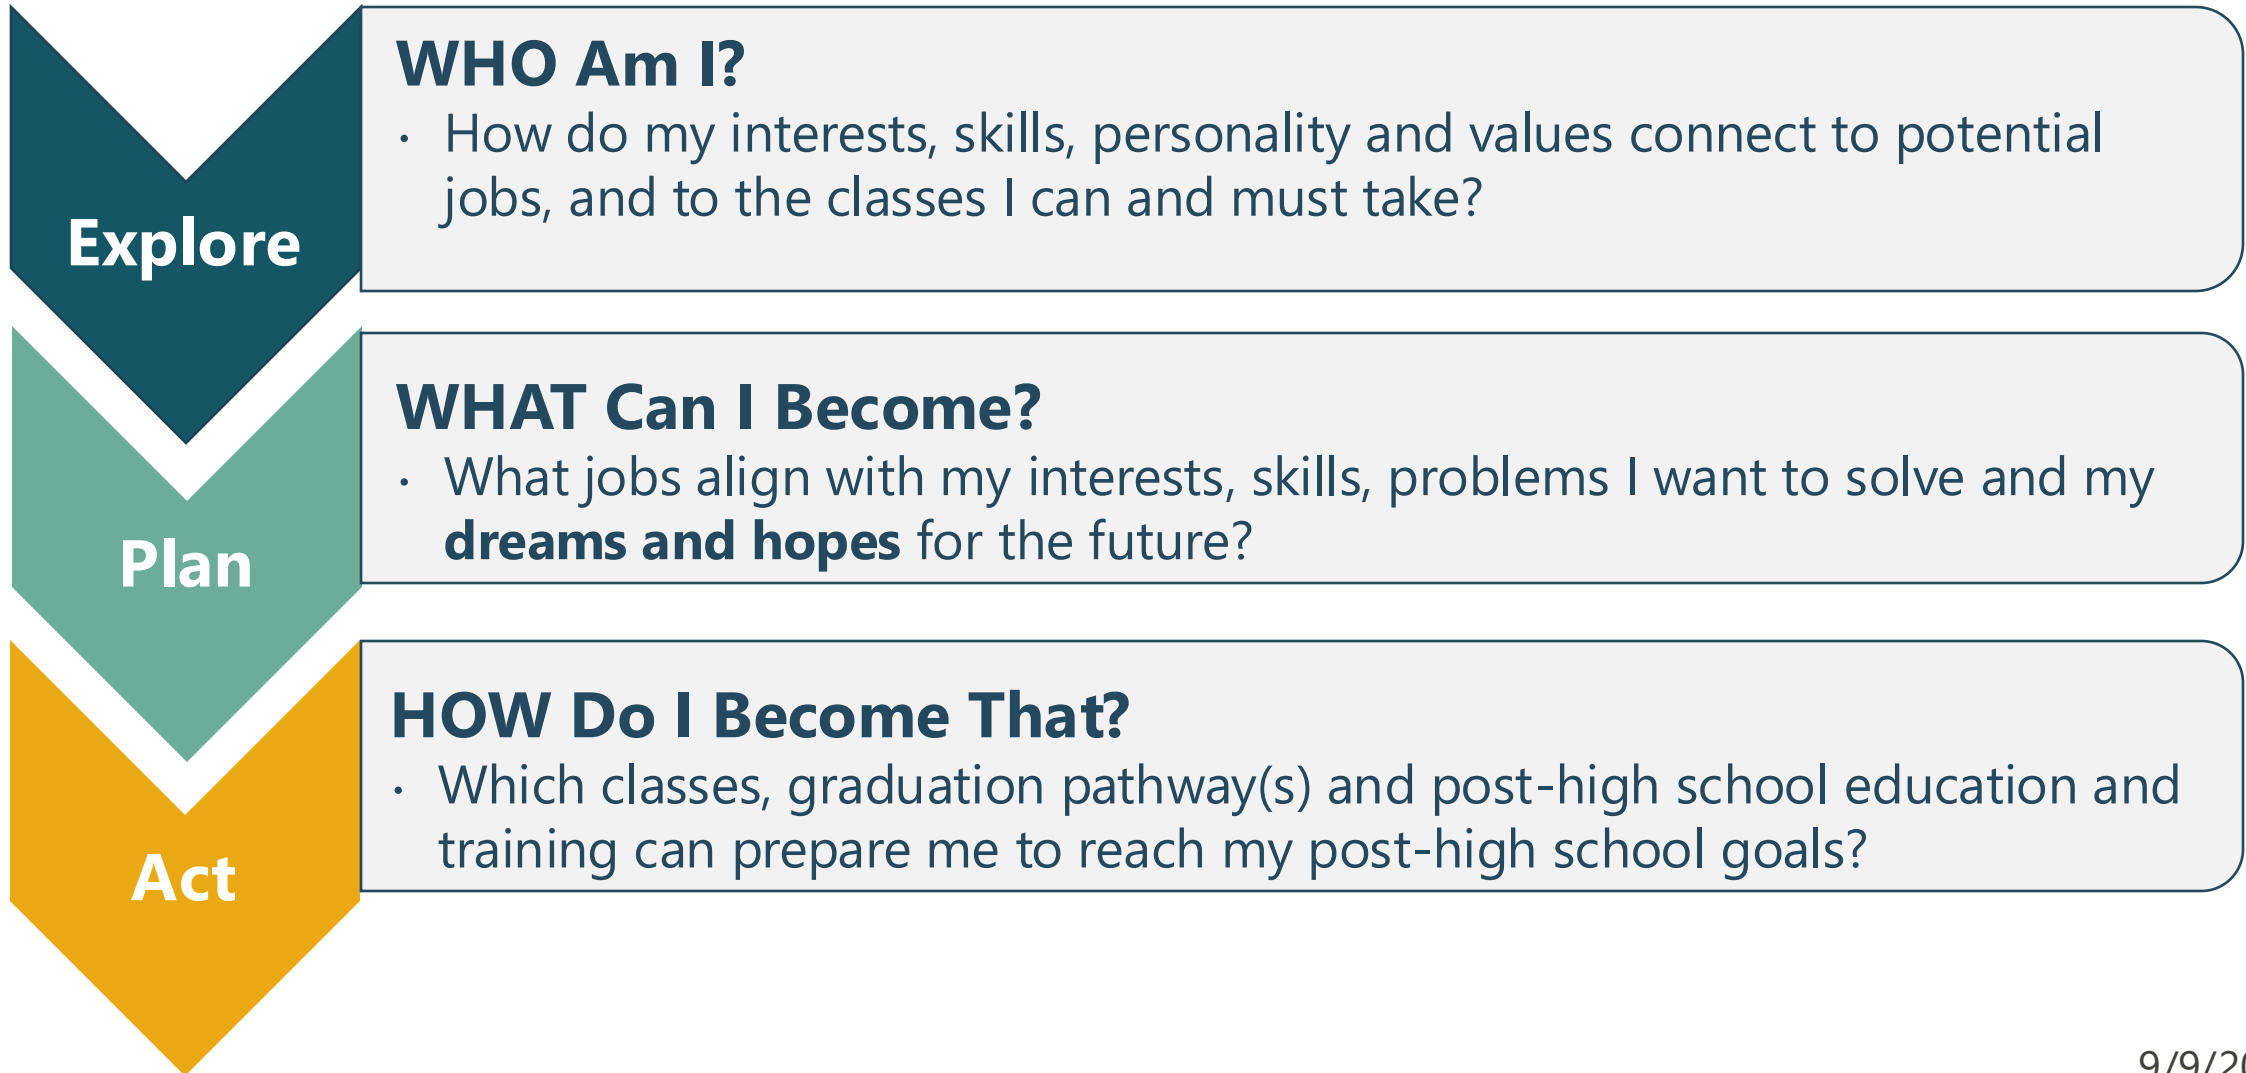 WHO Am I?
• How do my interests, skills, personality and values connect to potential
jobs, and to the classes I can and must take?
Explore
WHAT Can I Become?
• What jobs align with my interests, skills, problems I want to solve and my
dreams and hopes for the future?
Plan
HOW Do I Become That?
• Which classes, graduation pathway(s) and post-high school education and
training can prepare me to reach my post-high school goals?
Act
9/9/20